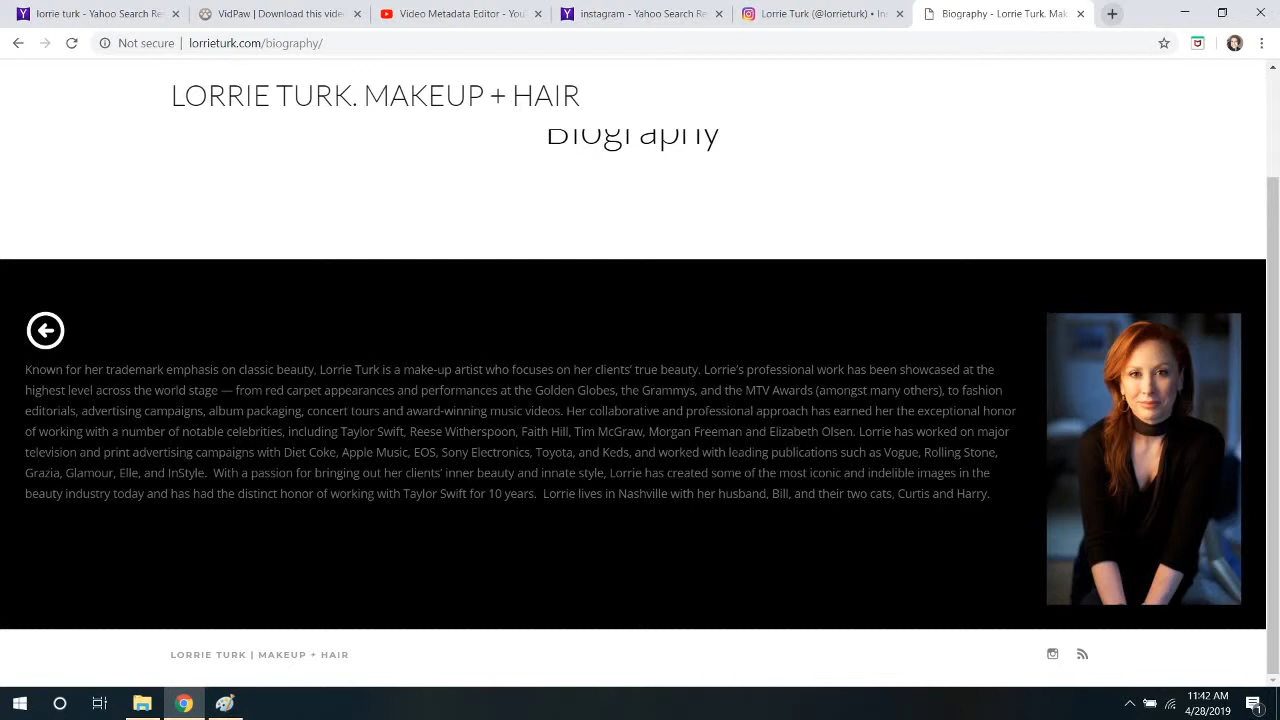 lorrie turk - Yahoo Search Re
VidPaw | Download this vide
Video Metadata Editor - You
instagram - Yahoo Search Re
Lorrie Turk (@lorrieturk) • In
Biography - Lorrie Turk. Mak
Not secure | lorrieturk.com/biography/
LORRIE TURK. MAKEUP + HAIR
Biography
Known for her trademark emphasis on classic beauty, Lorrie Turk is a make-up artist who focuses on her clients' true beauty. Lorrie's professional work has been showcased at the
highest level across the world stage — from red carpet appearances and performances at the Golden Globes, the Grammys, and the MTV Awards (amongst many others), to fashion
editorials, advertising campaigns, album packaging, concert tours and award-winning music videos. Her collaborative and professional approach has earned her the exceptional honor
of working with a number of notable celebrities, including Taylor Swift, Reese Witherspoon, Faith Hill, Tim McGraw, Morgan Freeman and Elizabeth Olsen. Lorrie has worked on major
television and print advertising campaigns with Diet Coke, Apple Music, EOS, Sony Electronics, Toyota, and Keds, and worked with leading publications such as Vogue, Rolling Stone,
Grazia, Glamour, Elle, and InStyle.  With a passion for bringing out her clients' inner beauty and innate style, Lorrie has created some of the most iconic and indelible images in the
beauty industry today and has had the distinct honor of working with Taylor Swift for 10 years.  Lorrie lives in Nashville with her husband, Bill, and their two cats, Curtis and Harry.
LORRIE TURK | MAKEUP + HAIR
11:42 AM
4/28/2019
1